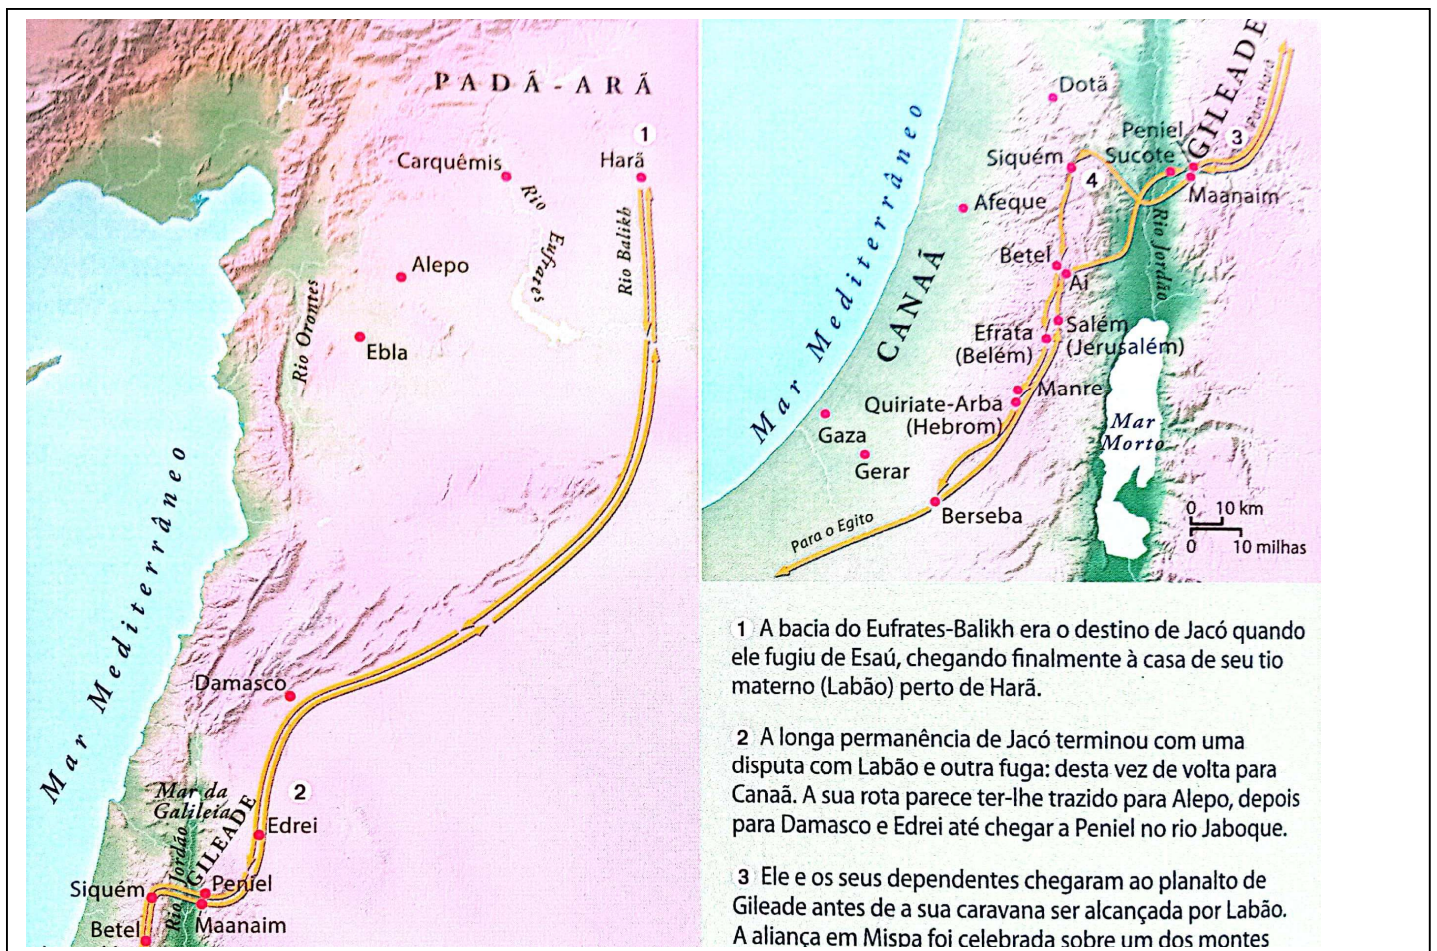 PADÃ-ARÃ
1
Carquêmis
Harã
Rio
Eufrates
Rio Balikh
Alepo
Rio Orontes
Ebla
Mar Mediterrâneo
Damasco
2
Mar da
Galileia
GILEADE
Edrei
Rio Jordão
Siquém
Peniel
Maanaim
Betel
GILEADE
Para Harã
Dotã
3
Peniel
Siquém
Sucote
4
Maanaim
Afeque
Mar Mediterrâneo
Rio Jordão
CANAÃ
Betel
Ai
Efrata
(Belém)
Salém
(Jerusalém)
Manre
Quiriate-Arba
(Hebrom)
Mar
Morto
Gaza
Gerar
Berseba
Para o Egito
0 10 km
0 10 milhas
1 A bacia do Eufrates-Balikh era o destino de Jacó quando
ele fugiu de Esaú, chegando finalmente à casa de seu tio
materno (Labão) perto de Harã.
2 A longa permanência de Jacó terminou com uma
disputa com Labão e outra fuga: desta vez de volta para
Canaã. A sua rota parece ter-lhe trazido para Alepo, depois
para Damasco e Edrei até chegar a Peniel no rio Jaboque.
3 Ele e os seus dependentes chegaram ao planalto de
Gileade antes de a sua caravana ser alcançada por Labão.
A aliança em Mispa foi celebrada sobre um dos montes